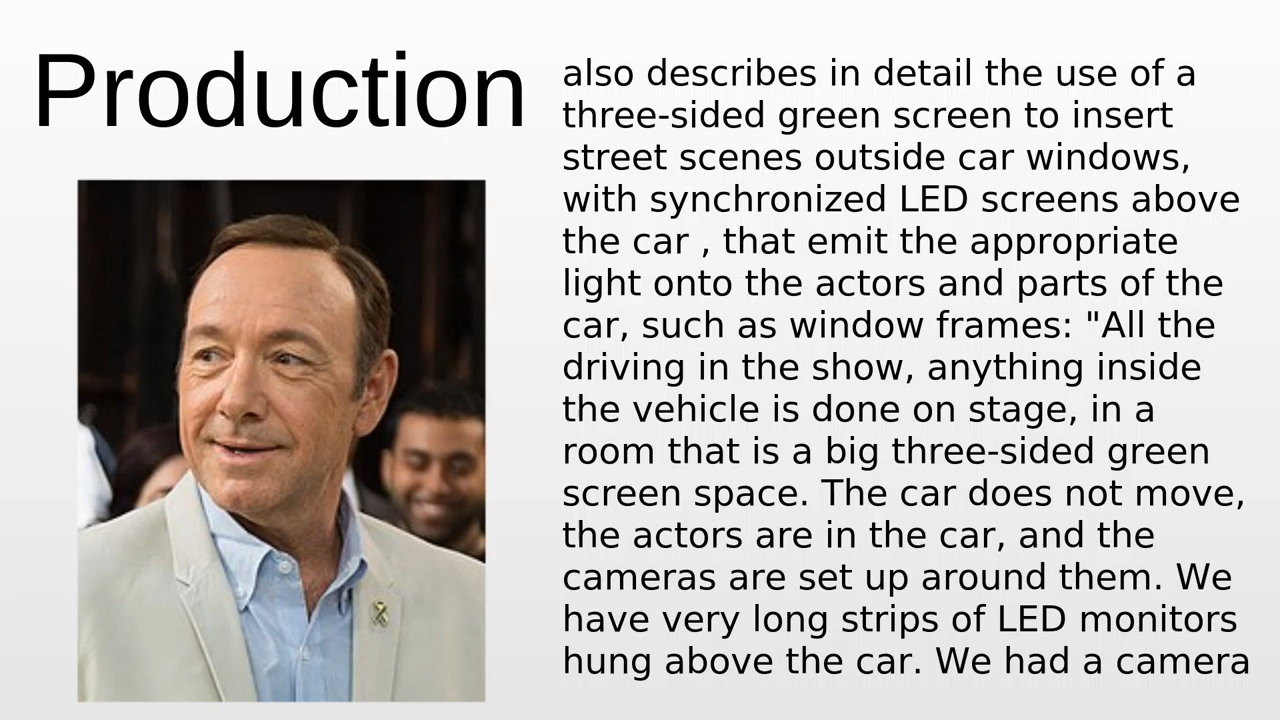 Production
also describes in detail the use of a
three-sided green screen to insert
street scenes outside car windows,
with synchronized LED screens above
the car , that emit the appropriate
light onto the actors and parts of the
car, such as window frames: "All the
driving in the show, anything inside
the vehicle is done on stage, in a
room that is a big three-sided green
screen space. The car does not move,
the actors are in the car, and the
cameras are set up around them. We
have very long strips of LED monitors
hung above the car. We had a camera